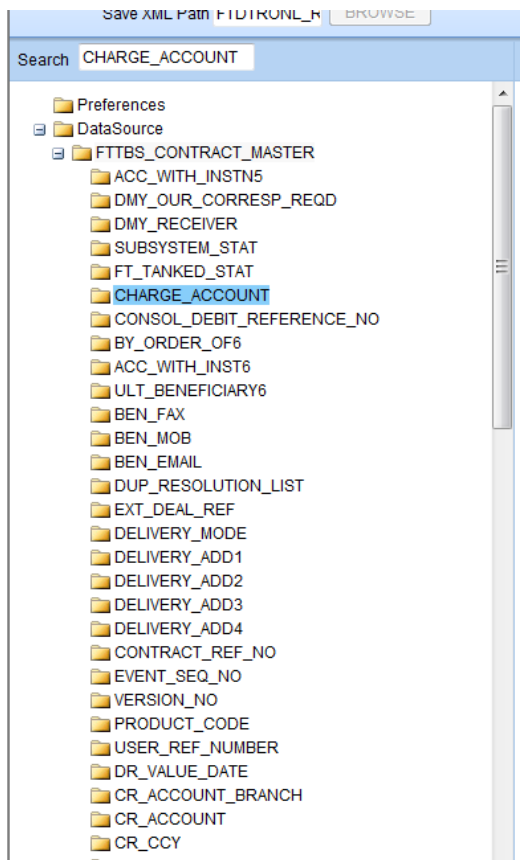 Save XML Path FTDTRONL_R BROWSE
Search CHARGE_ACCOUNT
Preferences
DataSource
FTTBS_CONTRACT_MASTER
ACC_WITH_INSTN5
DMY_OUR_CORRESP_REQD
DMY_RECEIVER
SUBSYSTEM_STAT
FT_TANKED_STAT
CHARGE_ACCOUNT
CONSOL_DEBIT_REFERENCE_NO
BY_ORDER_OF6
ACC_WITH_INST6
ULT_BENEFICIARY6
BEN_FAX
BEN_MOB
BEN_EMAIL
DUP_RESOLUTION_LIST
EXT_DEAL_REF
DELIVERY_MODE
DELIVERY_ADD1
DELIVERY_ADD2
DELIVERY_ADD3
DELIVERY_ADD4
CONTRACT_REF_NO
EVENT_SEQ_NO
VERSION_NO
PRODUCT_CODE
USER_REF_NUMBER
DR_VALUE_DATE
CR_ACCOUNT_BRANCH
CR_ACCOUNT
CR_CCY